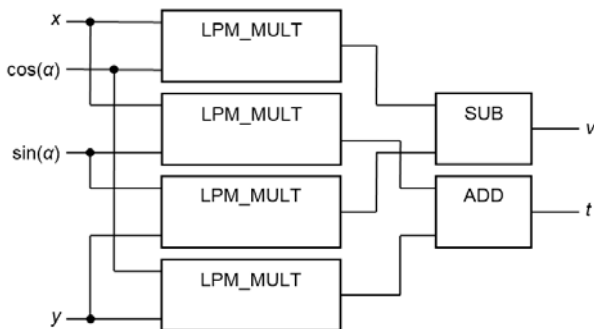 x
LPM_MULT
cos(α)
LPM_MULT
SUB
v
sin(α)
LPM_MULT
ADD
t
LPM_MULT
y